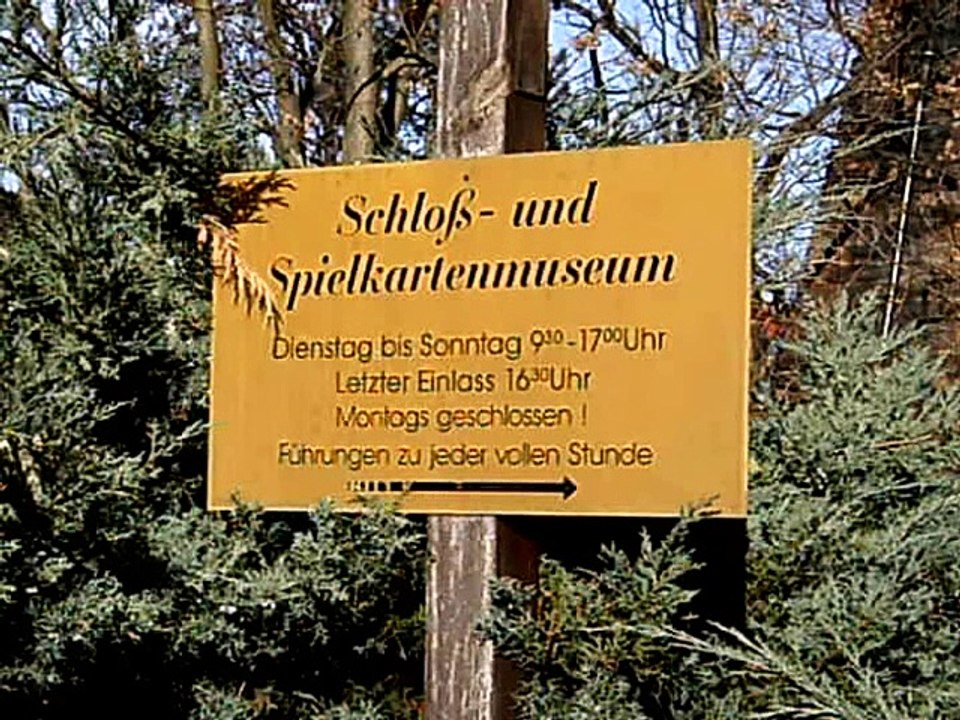 Schloß- und
Spielkartenmuseum
Dienstag bis Sonntag 9³⁰-17⁰⁰Uhr
Letzter Einlass 16³⁰Uhr
Montags geschlossen !
Führungen zu jeder vollen Stunde